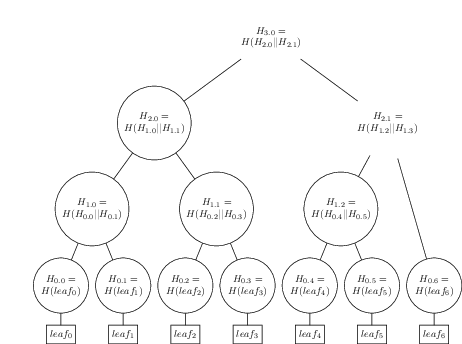 H₃.₀ =
H(H₂.₀||H₂.₁)
H₂.₀ =
H(H₁.₀||H₁.₁)
H₂.₁ =
H(H₁.₂||H₁.₃)
H₁.₀ =
H(H₀.₀||H₀.₁)
H₁.₁ =
H(H₀.₂||H₀.₃)
H₁.₂ =
H(H₀.₄||H₀.₅)
H₀.₀ =
H(leaf₀)
H₀.₁ =
H(leaf₁)
H₀.₂ =
H(leaf₂)
H₀.₃ =
H(leaf₃)
H₀.₄ =
H(leaf₄)
H₀.₅ =
H(leaf₅)
H₀.₆ =
H(leaf₆)
leaf₀
leaf₁
leaf₂
leaf₃
leaf₄
leaf₅
leaf₆